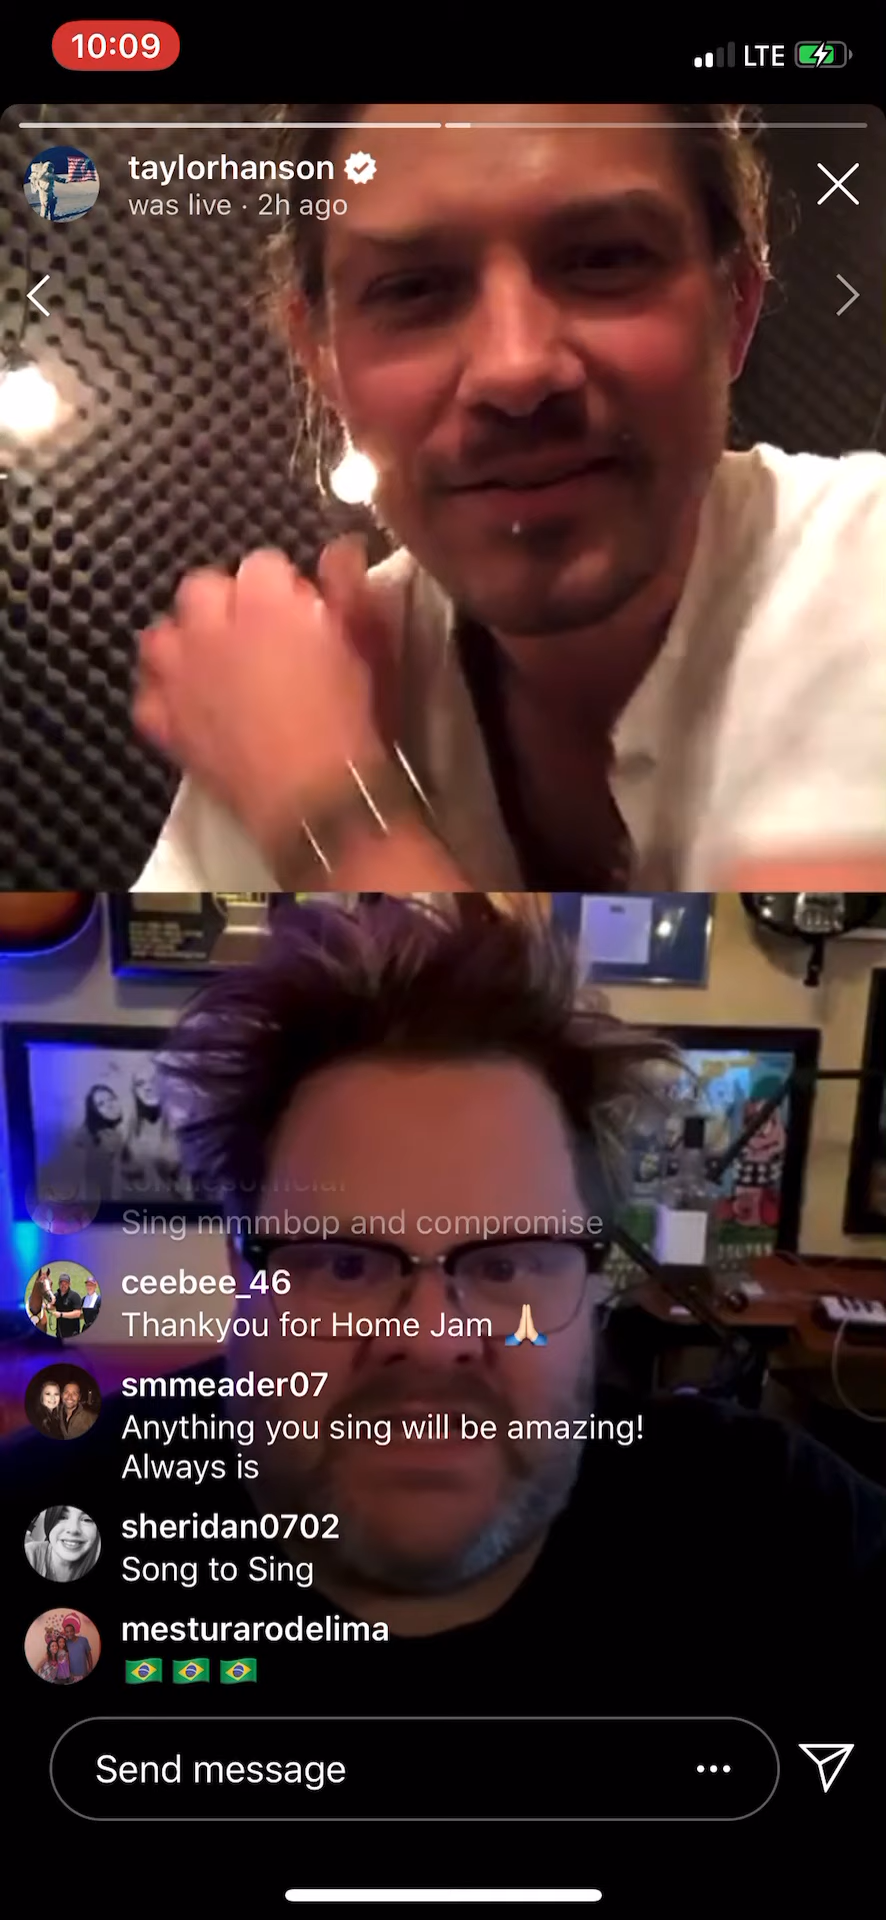 10:09
LTE
taylorhanson
was live · 2h ago
Sing mmmbop and compromise
ceebee_46
Thankyou for Home Jam 🙏🏻
smmeader07
Anything you sing will be amazing!
Always is
sheridan0702
Song to Sing
mesturarodelima
🇧🇷 🇧🇷 🇧🇷
Send message